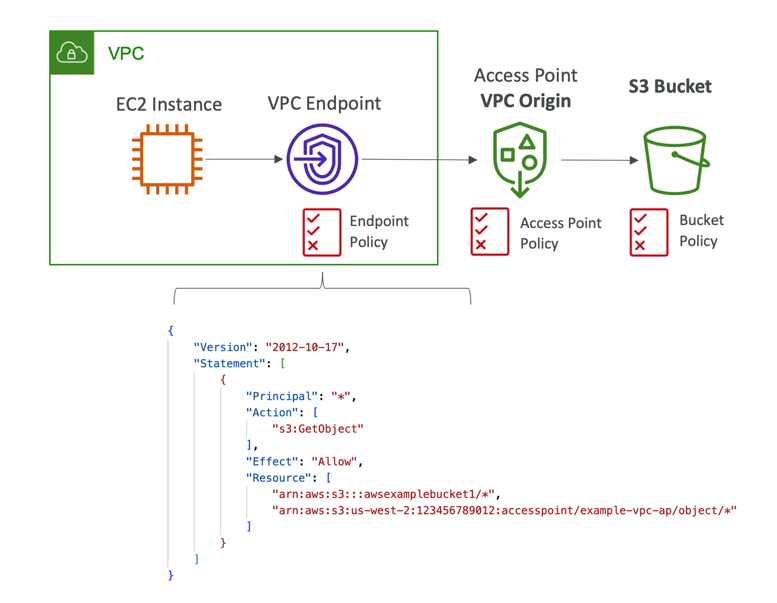 VPC
EC2 Instance
VPC Endpoint
Access Point
VPC Origin
S3 Bucket
Endpoint
Policy
Access Point
Policy
Bucket
Policy
{
    "Version": "2012-10-17",
    "Statement": [
        {
            "Principal": "*",
            "Action": [
                "s3:GetObject"
            ],
            "Effect": "Allow",
            "Resource": [
                "arn:aws:s3:::awsexamplebucket1/*",
                "arn:aws:s3:us-west-2:123456789012:accesspoint/example-vpc-ap/object/*"
            ]
        }
    ]
}